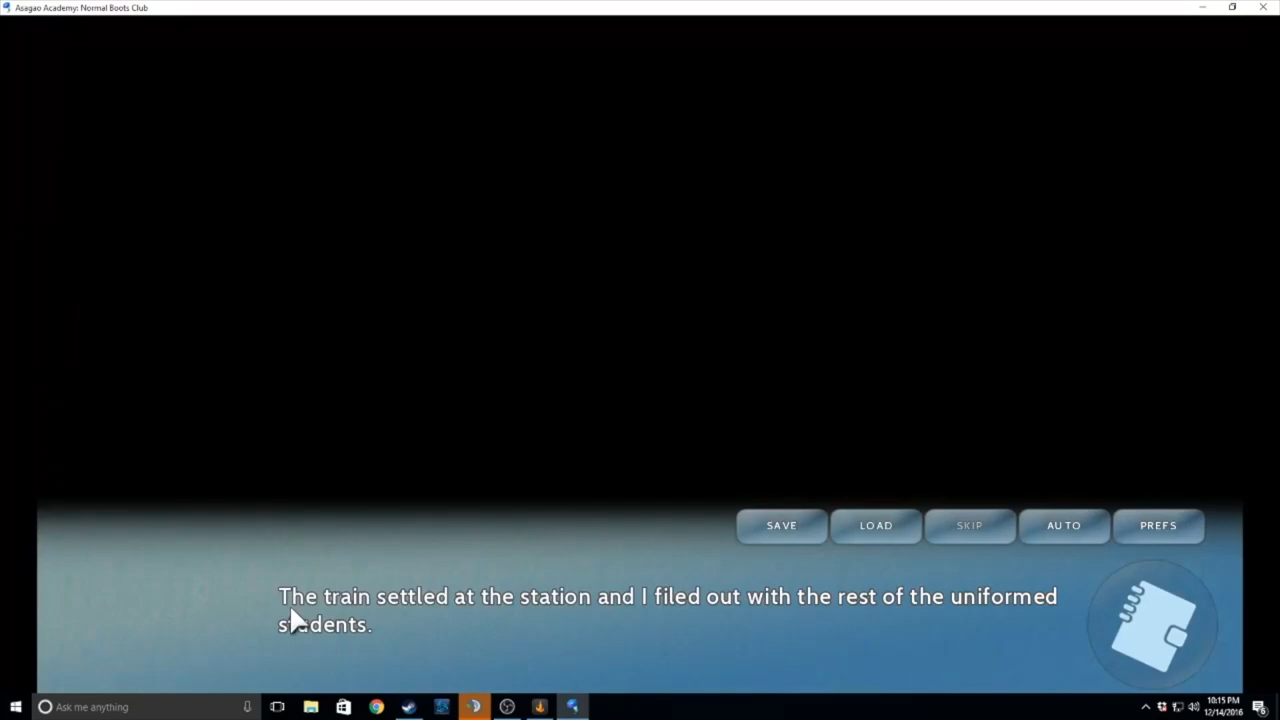 Asagao Academy: Normal Boots Club
SAVE LOAD SKIP AUTO PREFS
The train settled at the station and I filed out with the rest of the uniformed
students.
Ask me anything
10:15 PM
12/14/2016
6